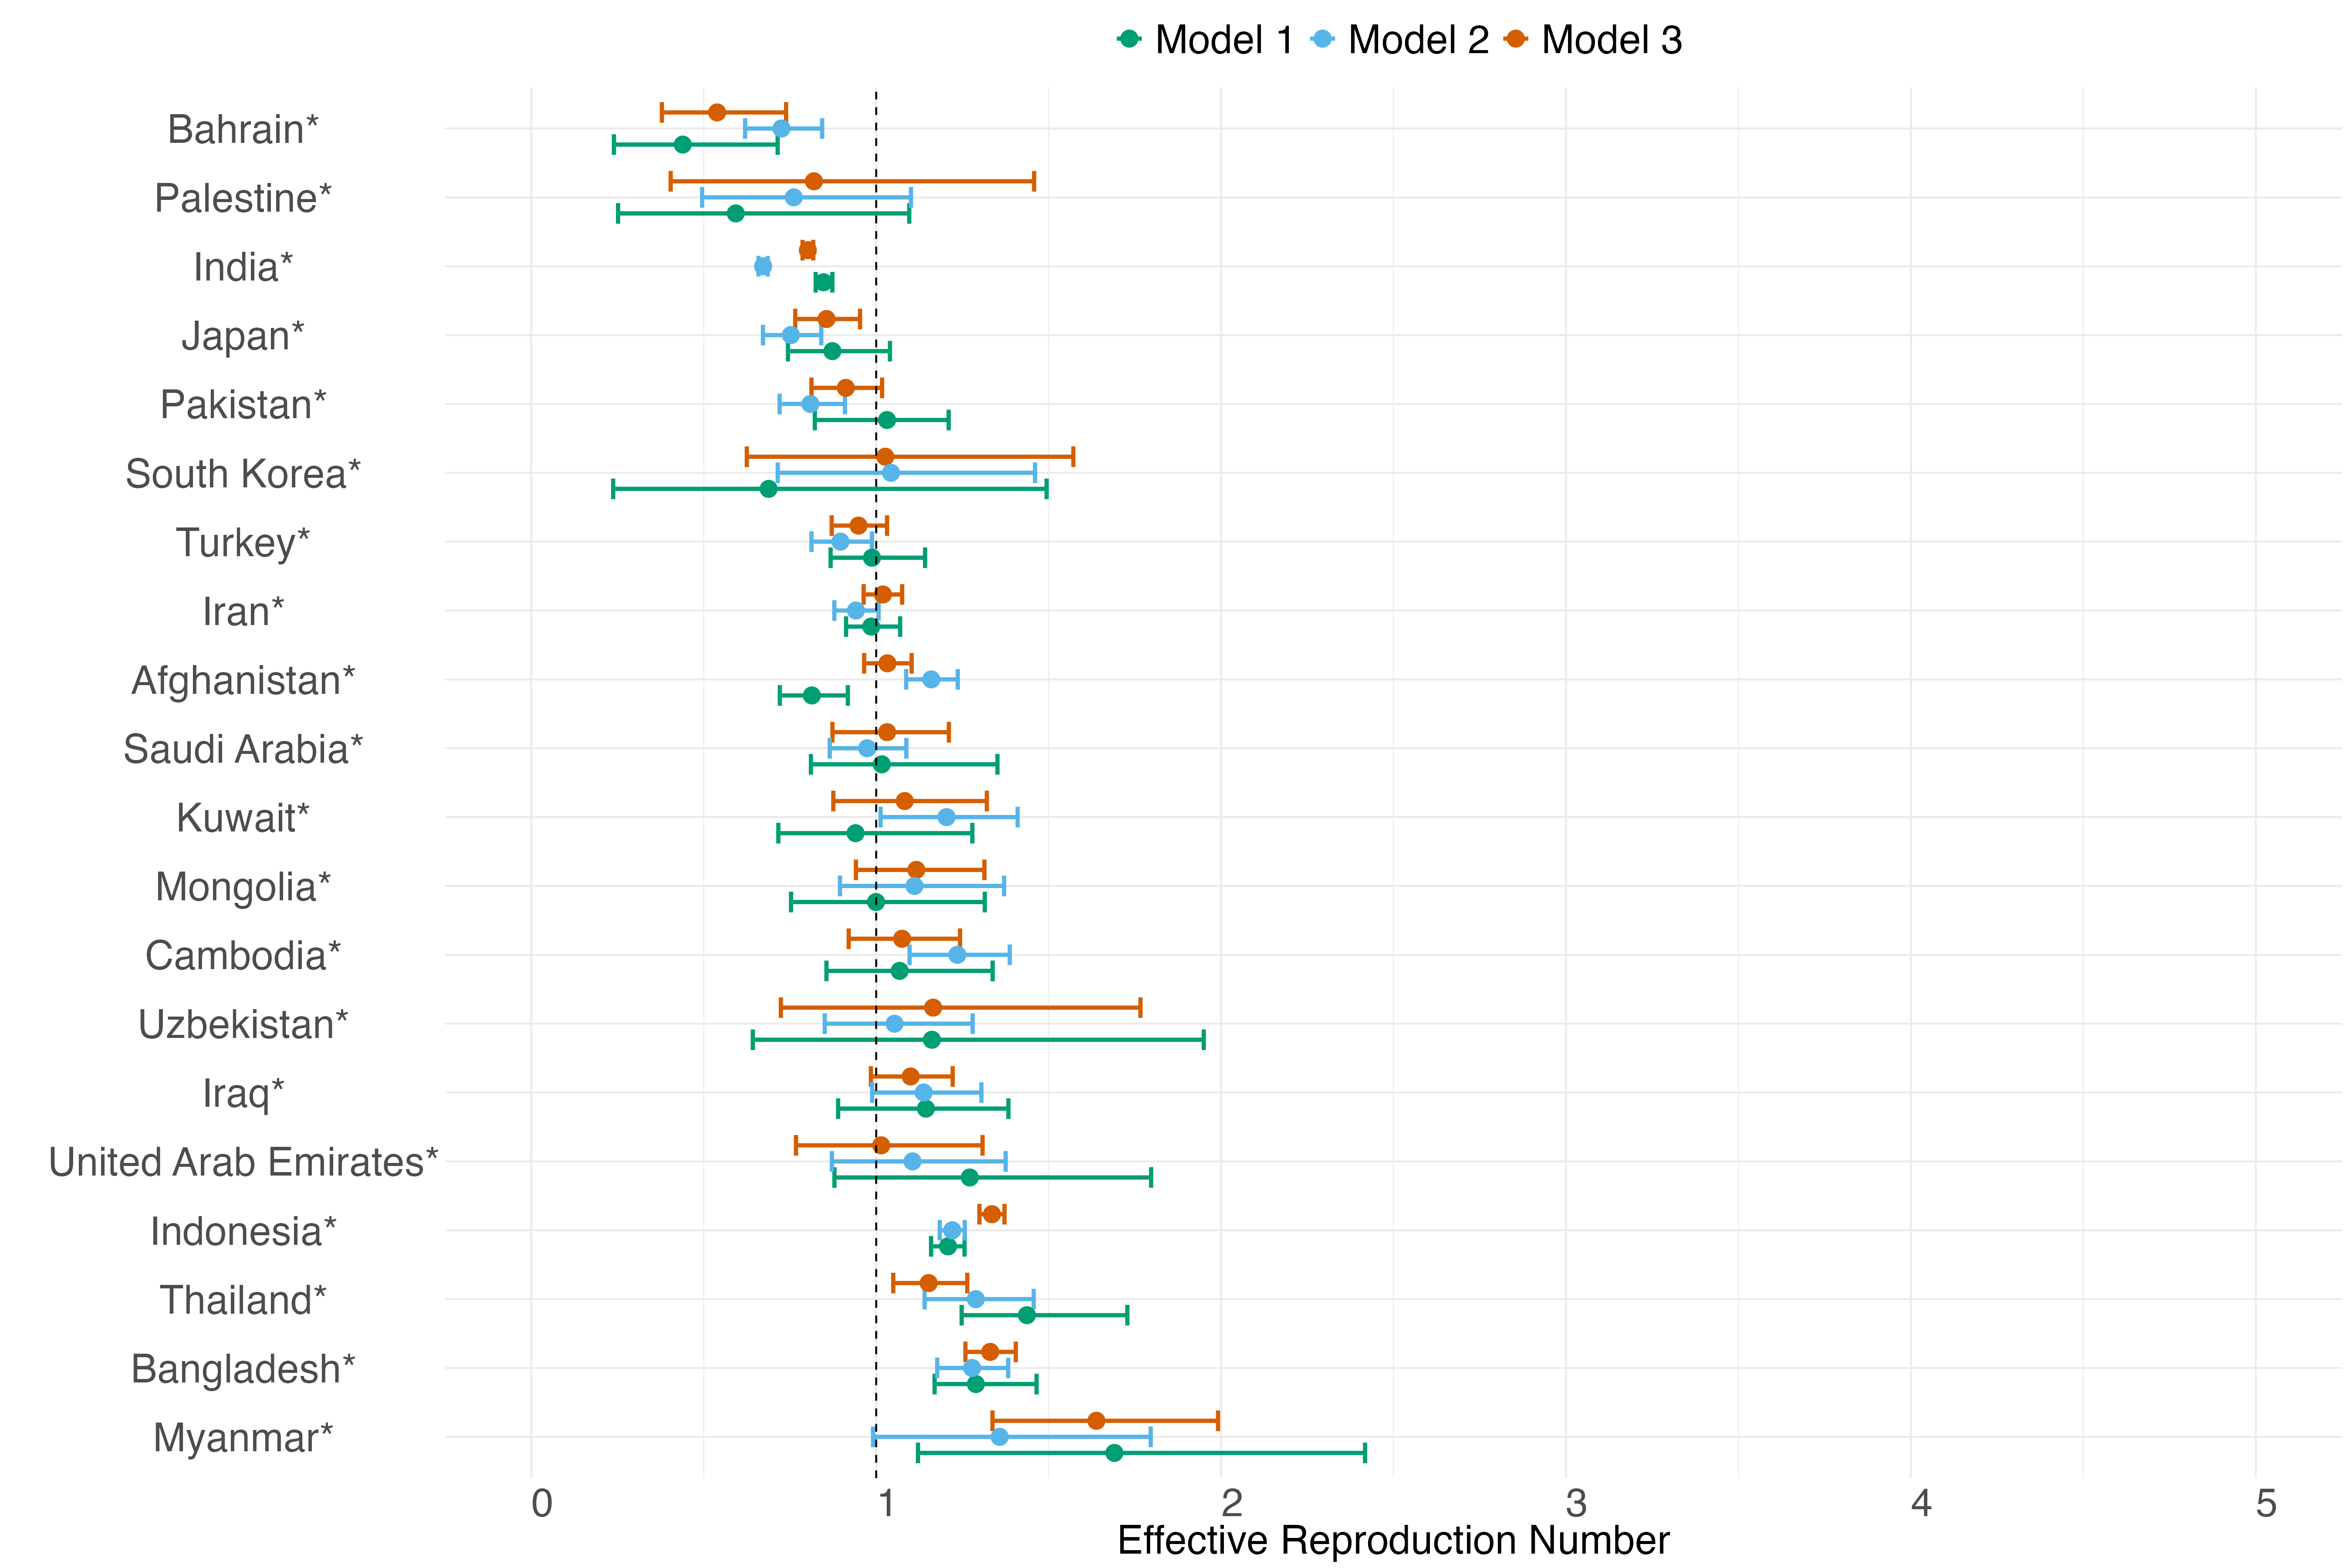 Model 1 Model 2 Model 3
Bahrain*
Palestine*
India*
Japan*
Pakistan*
South Korea*
Turkey*
Iran*
Afghanistan*
Saudi Arabia*
Kuwait*
Mongolia*
Cambodia*
Uzbekistan*
Iraq*
United Arab Emirates*
Indonesia*
Thailand*
Bangladesh*
Myanmar*
0 1 2 3 4 5
Effective Reproduction Number